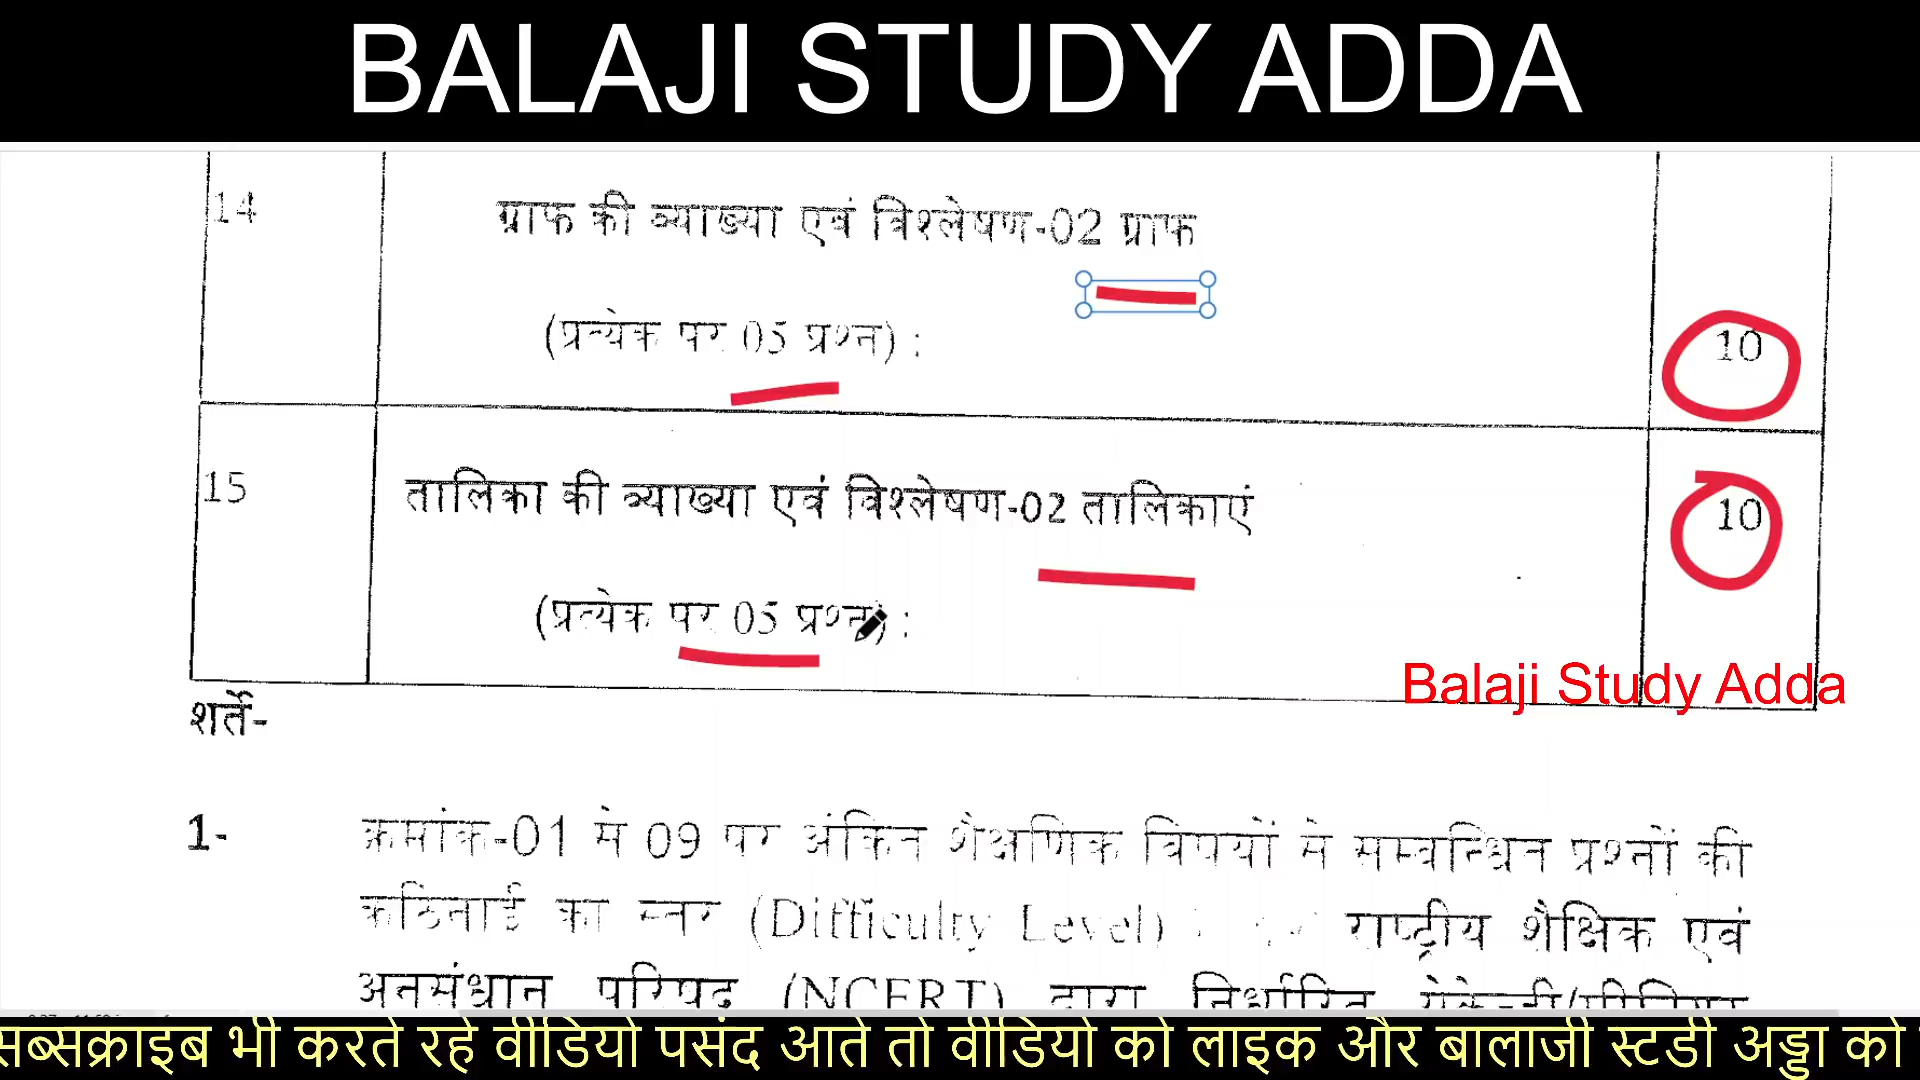 BALAJI STUDY ADDA
14
ग्राफ की व्याख्या एवं विश्लेषण-02 ग्राफ
(प्रत्येक पर 05 प्रश्न) :
10
15
तालिका की व्याख्या एवं विश्लेषण-02 तालिकाएं
10
(प्रत्येक पर 05 प्रश्न) :
Balaji Study Adda
शर्ते-
1- क्रमांक-01 से 09 पर अंकित शैक्षणिक विषयों से सम्बन्धित प्रश्नों की
कठिनाई का स्तर (Difficulty Level) राष्ट्रीय शैक्षिक एवं
अनुसंधान परिषद (NCERT) द्वारा निर्धारित
सब्सक्राइब भी करते रहे वीडियो पसंद आते तो वीडियो को लाइक और बालाजी स्टडी अड्डा को